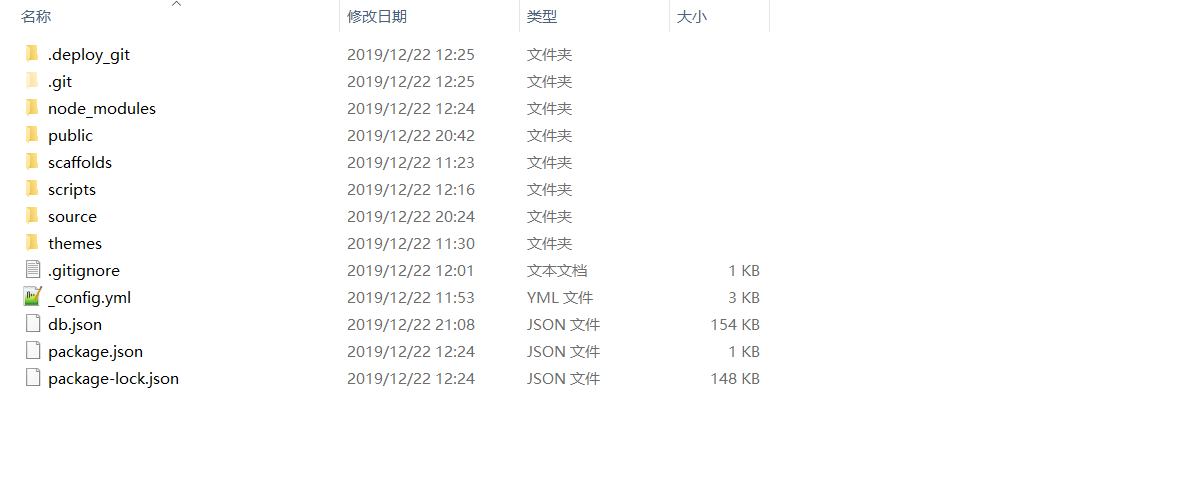 名称 修改日期 类型 大小
.deploy_git 2019/12/22 12:25 文件夹
.git 2019/12/22 12:25 文件夹
node_modules 2019/12/22 12:24 文件夹
public 2019/12/22 20:42 文件夹
scaffolds 2019/12/22 11:23 文件夹
scripts 2019/12/22 12:16 文件夹
source 2019/12/22 20:24 文件夹
themes 2019/12/22 11:30 文件夹
.gitignore 2019/12/22 12:01 文本文档 1 KB
_config.yml 2019/12/22 11:53 YML 文件 3 KB
db.json 2019/12/22 21:08 JSON 文件 154 KB
package.json 2019/12/22 12:24 JSON 文件 1 KB
package-lock.json 2019/12/22 12:24 JSON 文件 148 KB